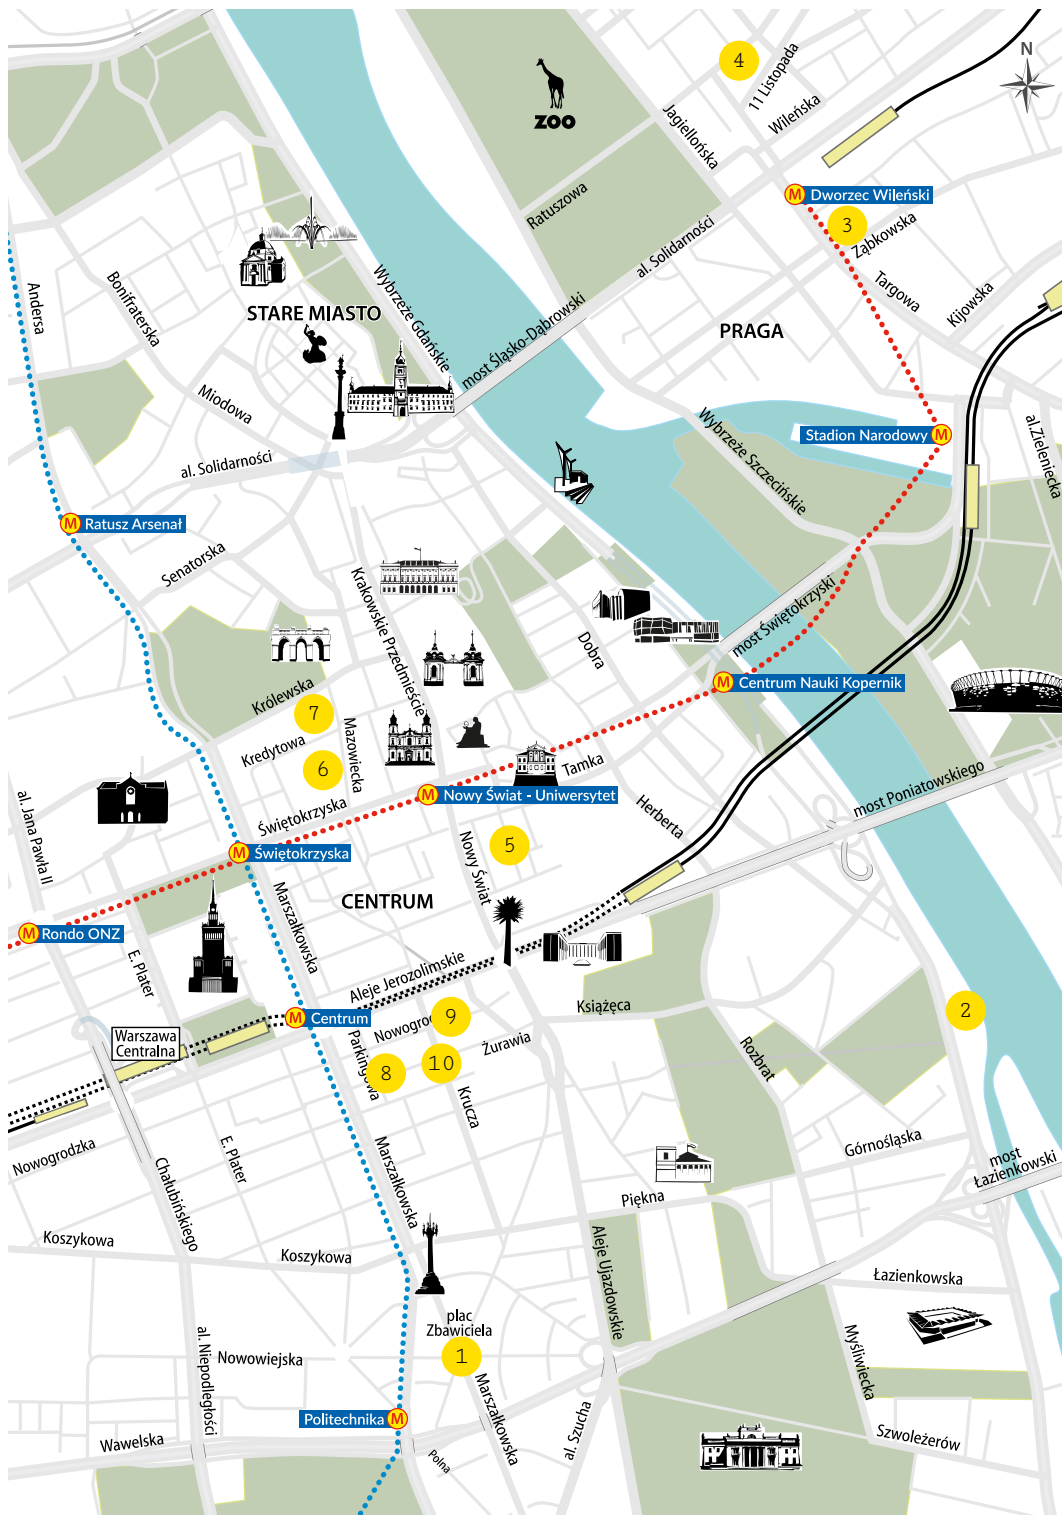 N
4
11 Listopada
ZOO
Jagiellońska
Wileńska
M Dworzec Wileński
Ratuszowa
3
Ząbkowska
al. Solidarności
Targowa
Kijowska
Andersa
Bonifraterska
Wybrzeże Gdańskie
STARE MIASTO
most Śląsko-Dąbrowski
PRAGA
Miodowa
Wybrzeże Szczecińskie
Stadion Narodowy M
al.Zieleniecka
al. Solidarności
M Ratusz Arsenał
Senatorska
Krakowskie Przedmieście
Dobra
most Świętokrzyski
M Centrum Nauki Kopernik
Królewska
7
Mazowiecka
Kredytowa
6
Tamka
most Poniatowskiego
al. Jana Pawła II
M Nowy Świat - Uniwersytet
Herberta
Świętokrzyska
5
Nowy Świat
M Świętokrzyska
Marszałkowska
CENTRUM
M Rondo ONZ
E. Plater
Aleje Jerozolimskie
Książęca
2
M Centrum
9
Nowogro
Warszawa
Centralna
Parkingowa
Żurawia
Rozbrat
8
10
Krucza
Nowogrodzka
E. Plater
Marszałkowska
Górnośląska
most
Łazienkowski
Chałubińskiego
Piękna
Koszykowa
Koszykowa
Aleje Ujazdowskie
Łazienkowska
plac
Zbawiciela
al. Niepodległości
Nowowiejska
1
Myśliwiecka
Marszałkowska
Politechnika M
al. Szucha
Szwoleżerów
Wawelska
Polna